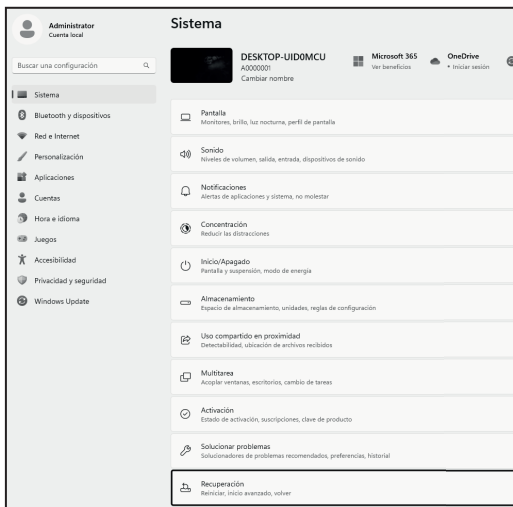 Administrator
Cuenta local
Buscar una configuración
Sistema
Bluetooth y dispositivos
Red e Internet
Personalización
Aplicaciones
Cuentas
Hora e idioma
Juegos
Accesibilidad
Privacidad y seguridad
Windows Update
Sistema
DESKTOP-UID0MCU
A0000001
Cambiar nombre
Microsoft 365
Ver beneficios
OneDrive
• Iniciar sesión
Pantalla
Monitores, brillo, luz nocturna, perfil de pantalla
Sonido
Niveles de volumen, salida, entrada, dispositivos de sonido
Notificaciones
Alertas de aplicaciones y sistema, no molestar
Concentración
Reducir las distracciones
Inicio/Apagado
Pantalla y suspensión, modo de energía
Almacenamiento
Espacio de almacenamiento, unidades, reglas de configuración
Uso compartido en proximidad
Detectabilidad, ubicación de archivos recibidos
Multitarea
Acoplar ventanas, escritorios, cambio de tareas
Activación
Estado de activación, suscripciones, clave de producto
Solucionar problemas
Solucionadores de problemas recomendados, preferencias, historial
Recuperación
Reiniciar, inicio avanzado, volver